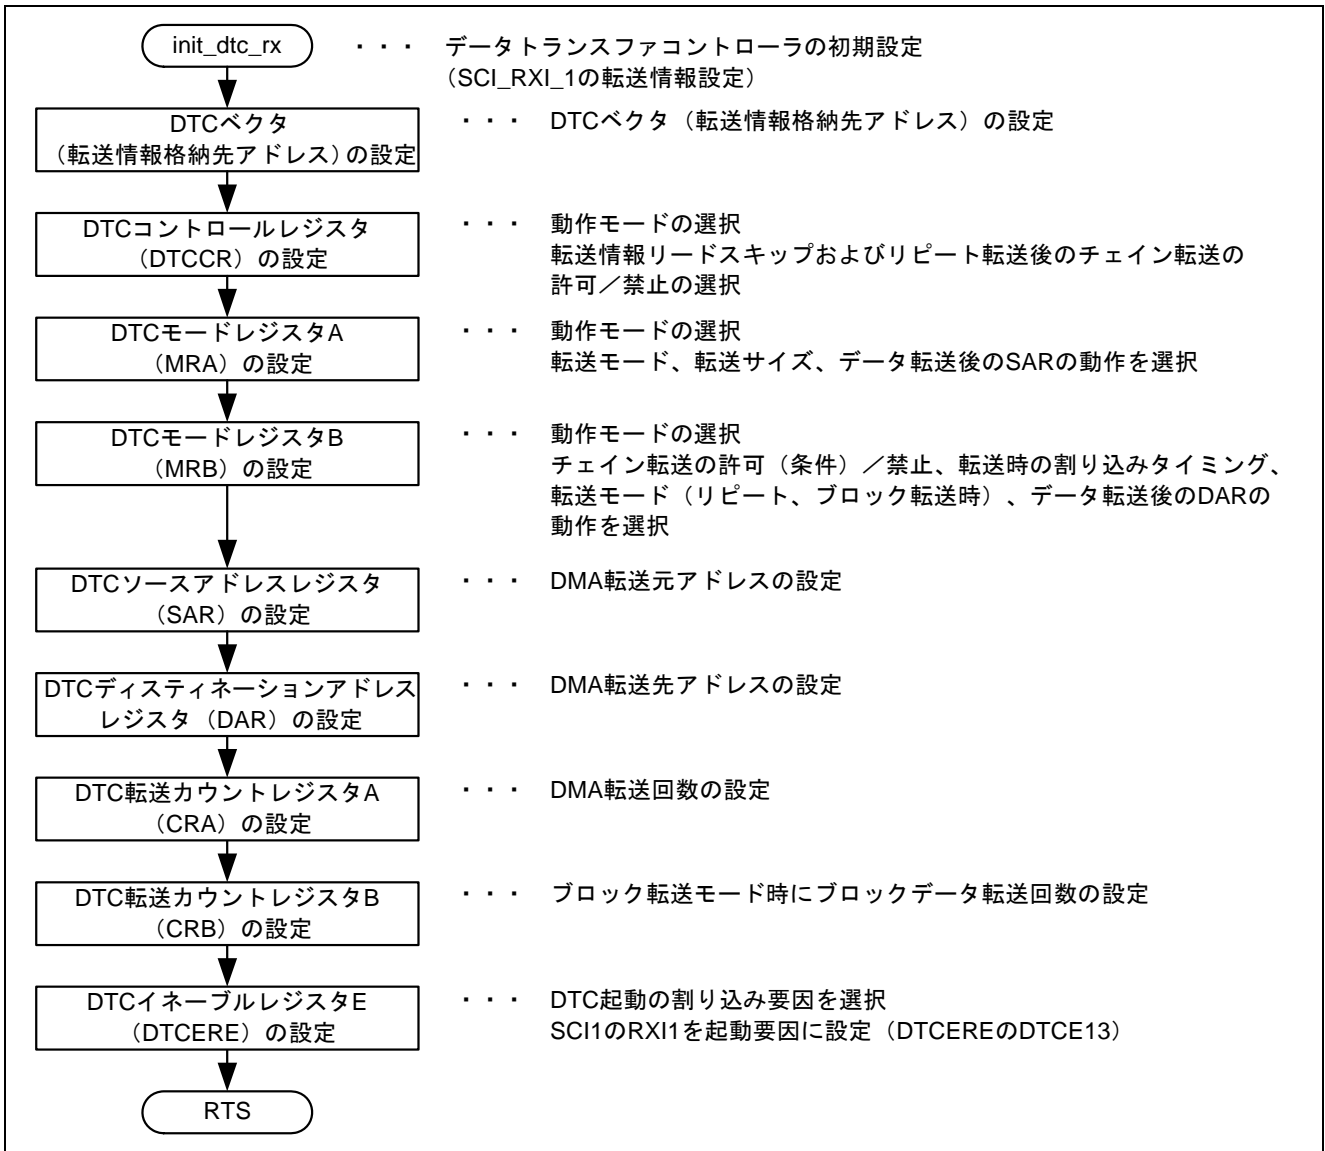 init_dtc_rx ・・・ データトランスファコントローラの初期設定
（SCI_RXI_1の転送情報設定）
DTCベクタ ・・・ DTCベクタ（転送情報格納先アドレス）の設定
（転送情報格納先アドレス）の設定
DTCコントロールレジスタ ・・・ 動作モードの選択
（DTCCR）の設定 転送情報リードスキップおよびリピート転送後のチェイン転送の
許可／禁止の選択
DTCモードレジスタA ・・・ 動作モードの選択
（MRA）の設定 転送モード、転送サイズ、データ転送後のSARの動作を選択
DTCモードレジスタB ・・・ 動作モードの選択
（MRB）の設定 チェイン転送の許可（条件）／禁止、転送時の割り込みタイミング、
転送モード（リピート、ブロック転送時）、データ転送後のDARの
動作を選択
DTCソースアドレスレジスタ ・・・ DMA転送元アドレスの設定
（SAR）の設定
DTCディスティネーションアドレス ・・・ DMA転送先アドレスの設定
レジスタ（DAR）の設定
DTC転送カウントレジスタA ・・・ DMA転送回数の設定
（CRA）の設定
DTC転送カウントレジスタB ・・・ ブロック転送モード時にブロックデータ転送回数の設定
（CRB）の設定
DTCイネーブルレジスタE ・・・ DTC起動の割り込み要因を選択
（DTCERE）の設定 SCI1のRXI1を起動要因に設定（DTCEREのDTCE13）
RTS